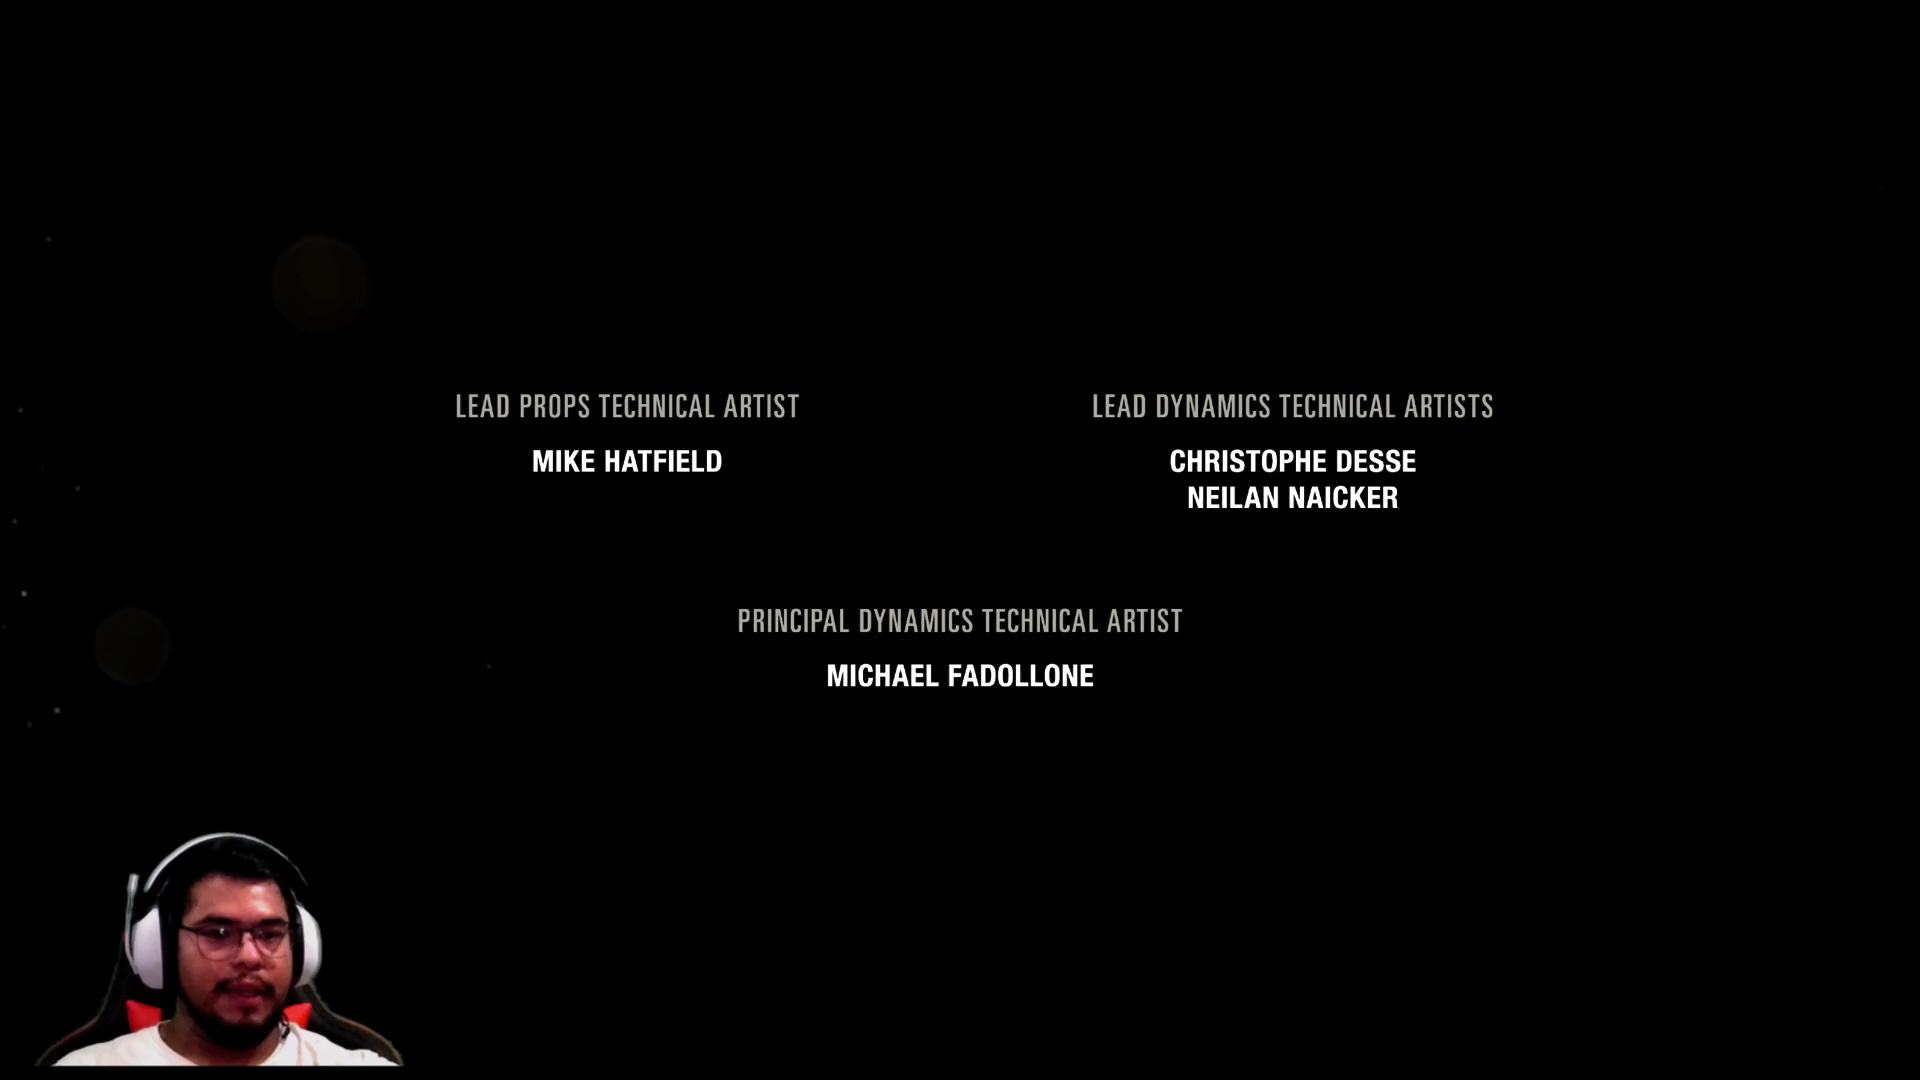 LEAD PROPS TECHNICAL ARTIST
MIKE HATFIELD
LEAD DYNAMICS TECHNICAL ARTISTS
CHRISTOPHE DESSE
NEILAN NAICKER
PRINCIPAL DYNAMICS TECHNICAL ARTIST
MICHAEL FADOLLONE